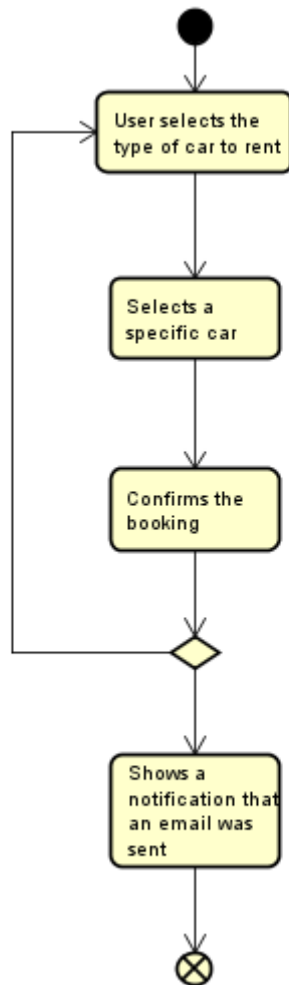 User selects the
type of car to rent
Selects a
specific car
Confirms the
booking
Shows a
notification that
an email was
sent